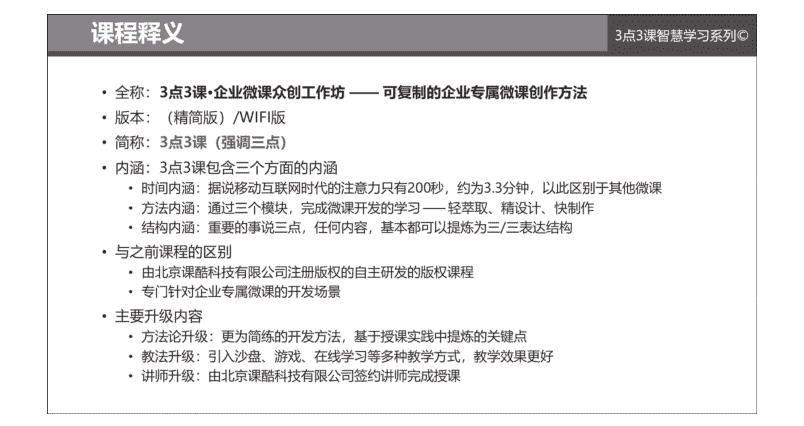 课程释义
3点3课智慧学习系列©
• 全称：3点3课·企业微课众创工作坊 —— 可复制的企业专属微课创作方法
• 版本：（精简版）/WIFI版
• 简称：3点3课（强调三点）
• 内涵：3点3课包含三个方面的内涵
• 时间内涵：据说移动互联网时代的注意力只有200秒，约为3.3分钟，以此区别于其他微课
• 方法内涵：通过三个模块，完成微课开发的学习 —— 轻萃取、精设计、快制作
• 结构内涵：重要的事说三点，任何内容，基本都可以提炼为三/三表达结构
• 与之前课程的区别
• 由北京课酷科技有限公司注册版权的自主研发的版权课程
• 专门针对企业专属微课的开发场景
• 主要升级内容
• 方法论升级：更为简练的开发方法，基于授课实践中提炼的关键点
• 教法升级：引入沙盘、游戏、在线学习等多种教学方式，教学效果更好
• 讲师升级：由北京课酷科技有限公司签约讲师完成授课